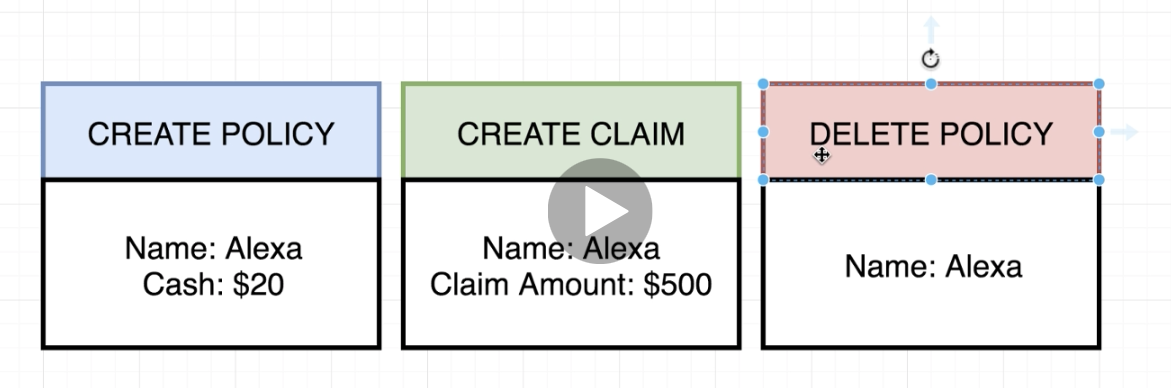 CREATE POLICY
Name: Alexa
Cash: $20
CREATE CLAIM
Name: Alexa
Claim Amount: $500
DELETE POLICY
Name: Alexa